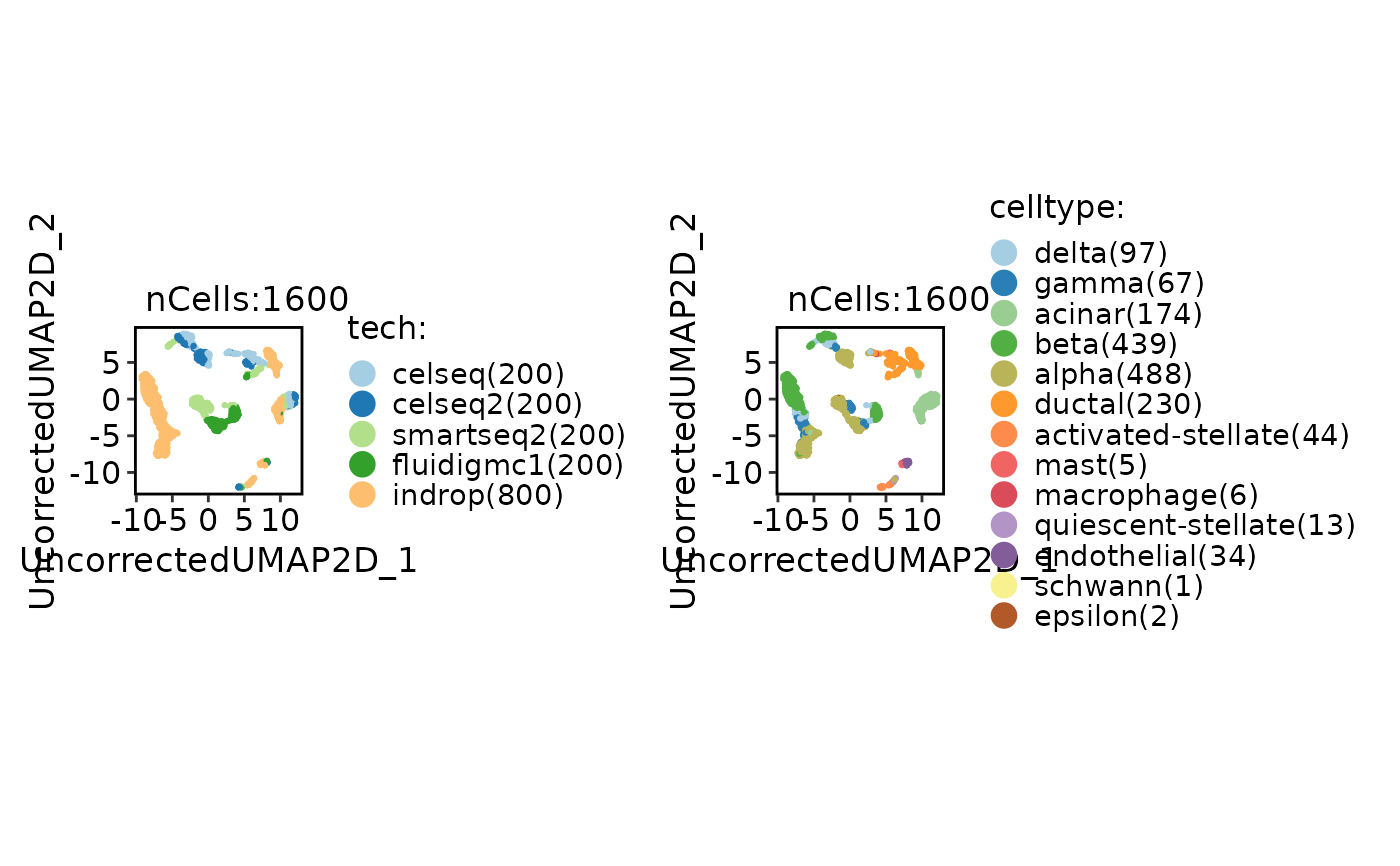 UncorrectedUMAP2D_2
nCells:1600
5
0
-5
-10
-10
-5
0
5
10
UncorrectedUMAP2D_1
tech:
celseq(200)
celseq2(200)
smartseq2(200)
fluidigmc1(200)
indrop(800)
UncorrectedUMAP2D_2
nCells:1600
5
0
-5
-10
-10
-5
0
5
10
UncorrectedUMAP2D_1
celltype:
delta(97)
gamma(67)
acinar(174)
beta(439)
alpha(488)
ductal(230)
activated-stellate(44)
mast(5)
macrophage(6)
quiescent-stellate(13)
endothelial(34)
schwann(1)
epsilon(2)